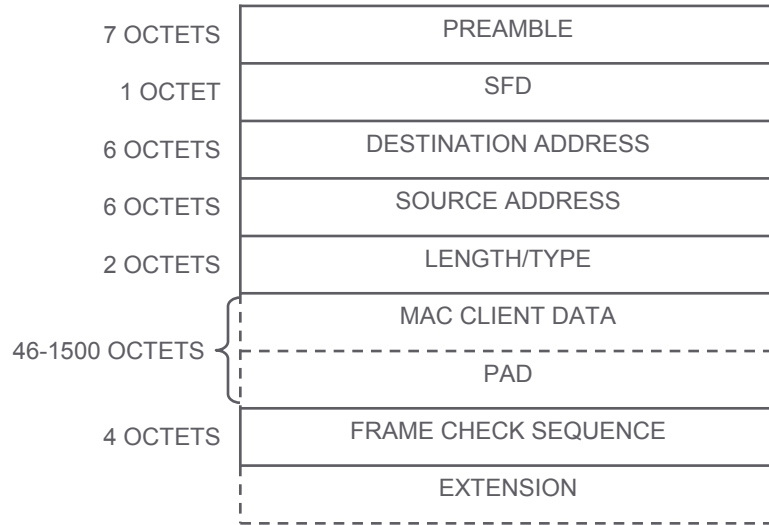 7 OCTETS PREAMBLE
1 OCTET SFD
6 OCTETS DESTINATION ADDRESS
6 OCTETS SOURCE ADDRESS
2 OCTETS LENGTH/TYPE
MAC CLIENT DATA
46-1500 OCTETS
PAD
4 OCTETS FRAME CHECK SEQUENCE
EXTENSION